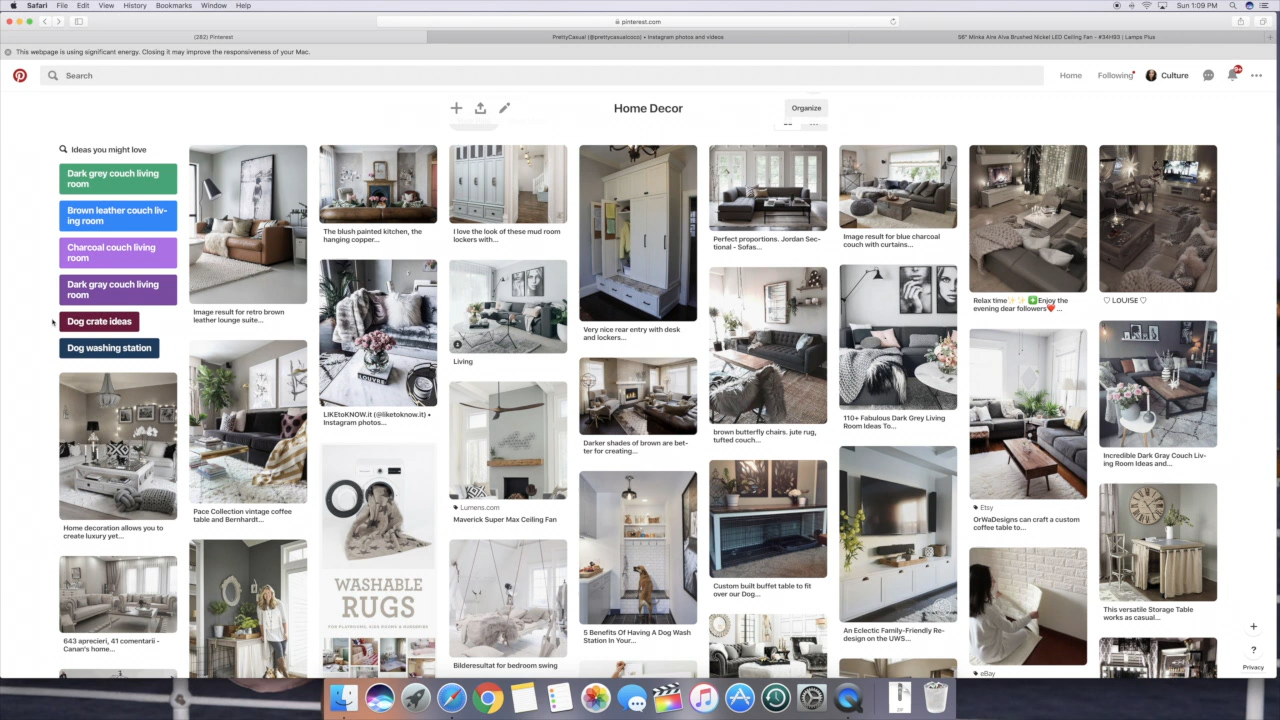 Safari File Edit View History Bookmarks Window Help
Sun 1:09 PM
pinterest.com
(282) Pinterest
PrettyCasual (@prettycasualcoco) • Instagram photos and videos
56" Minka Aire Alva Brushed Nickel LED Ceiling Fan - #34H83 | Lamps Plus
This webpage is using significant energy. Closing it may improve the responsiveness of your Mac.
Search
Home
Following
Culture
9+
Home Decor
Organize
Ideas you might love
Dark grey couch living
room
Brown leather couch liv-
ing room
Charcoal couch living
room
Dark gray couch living
room
Dog crate ideas
Dog washing station
Home decoration allows you to
create luxury yet...
643 aprecieri, 41 comentarii -
Canan's home...
Image result for retro brown
leather lounge suite...
Pace Collection vintage coffee
table and Bernhardt...
The blush painted kitchen, the
hanging copper...
LOUVRE
LIKEtoKNOW.it (@liketoknow.it) •
Instagram photos...
WASHABLE
RUGS
I love the look of these mud room
lockers with...
Living
Lumens.com
Maverick Super Max Ceiling Fan
Bilderesultat for bedroom swing
Very nice rear entry with desk
and lockers...
Darker shades of brown are bet-
ter for creating...
5 Benefits Of Having A Dog Wash
Station In Your...
Perfect proportions. Jordan Sec-
tional - Sofas...
brown butterfly chairs. jute rug,
tufted couch...
Custom built buffet table to fit
over our Dog...
Image result for blue charcoal
couch with curtains...
110+ Fabulous Dark Grey Living
Room Ideas To...
An Eclectic Family-Friendly Re-
design on the UWS...
Relax time✨✨➕Enjoy the
evening dear followers❤️...
Etsy
OrWaDesigns can craft a custom
coffee table to...
eBay
♡ LOUISE ♡
Incredible Dark Gray Couch Liv-
ing Room Ideas and...
This versatile Storage Table
works as casual...
+
?
Privacy